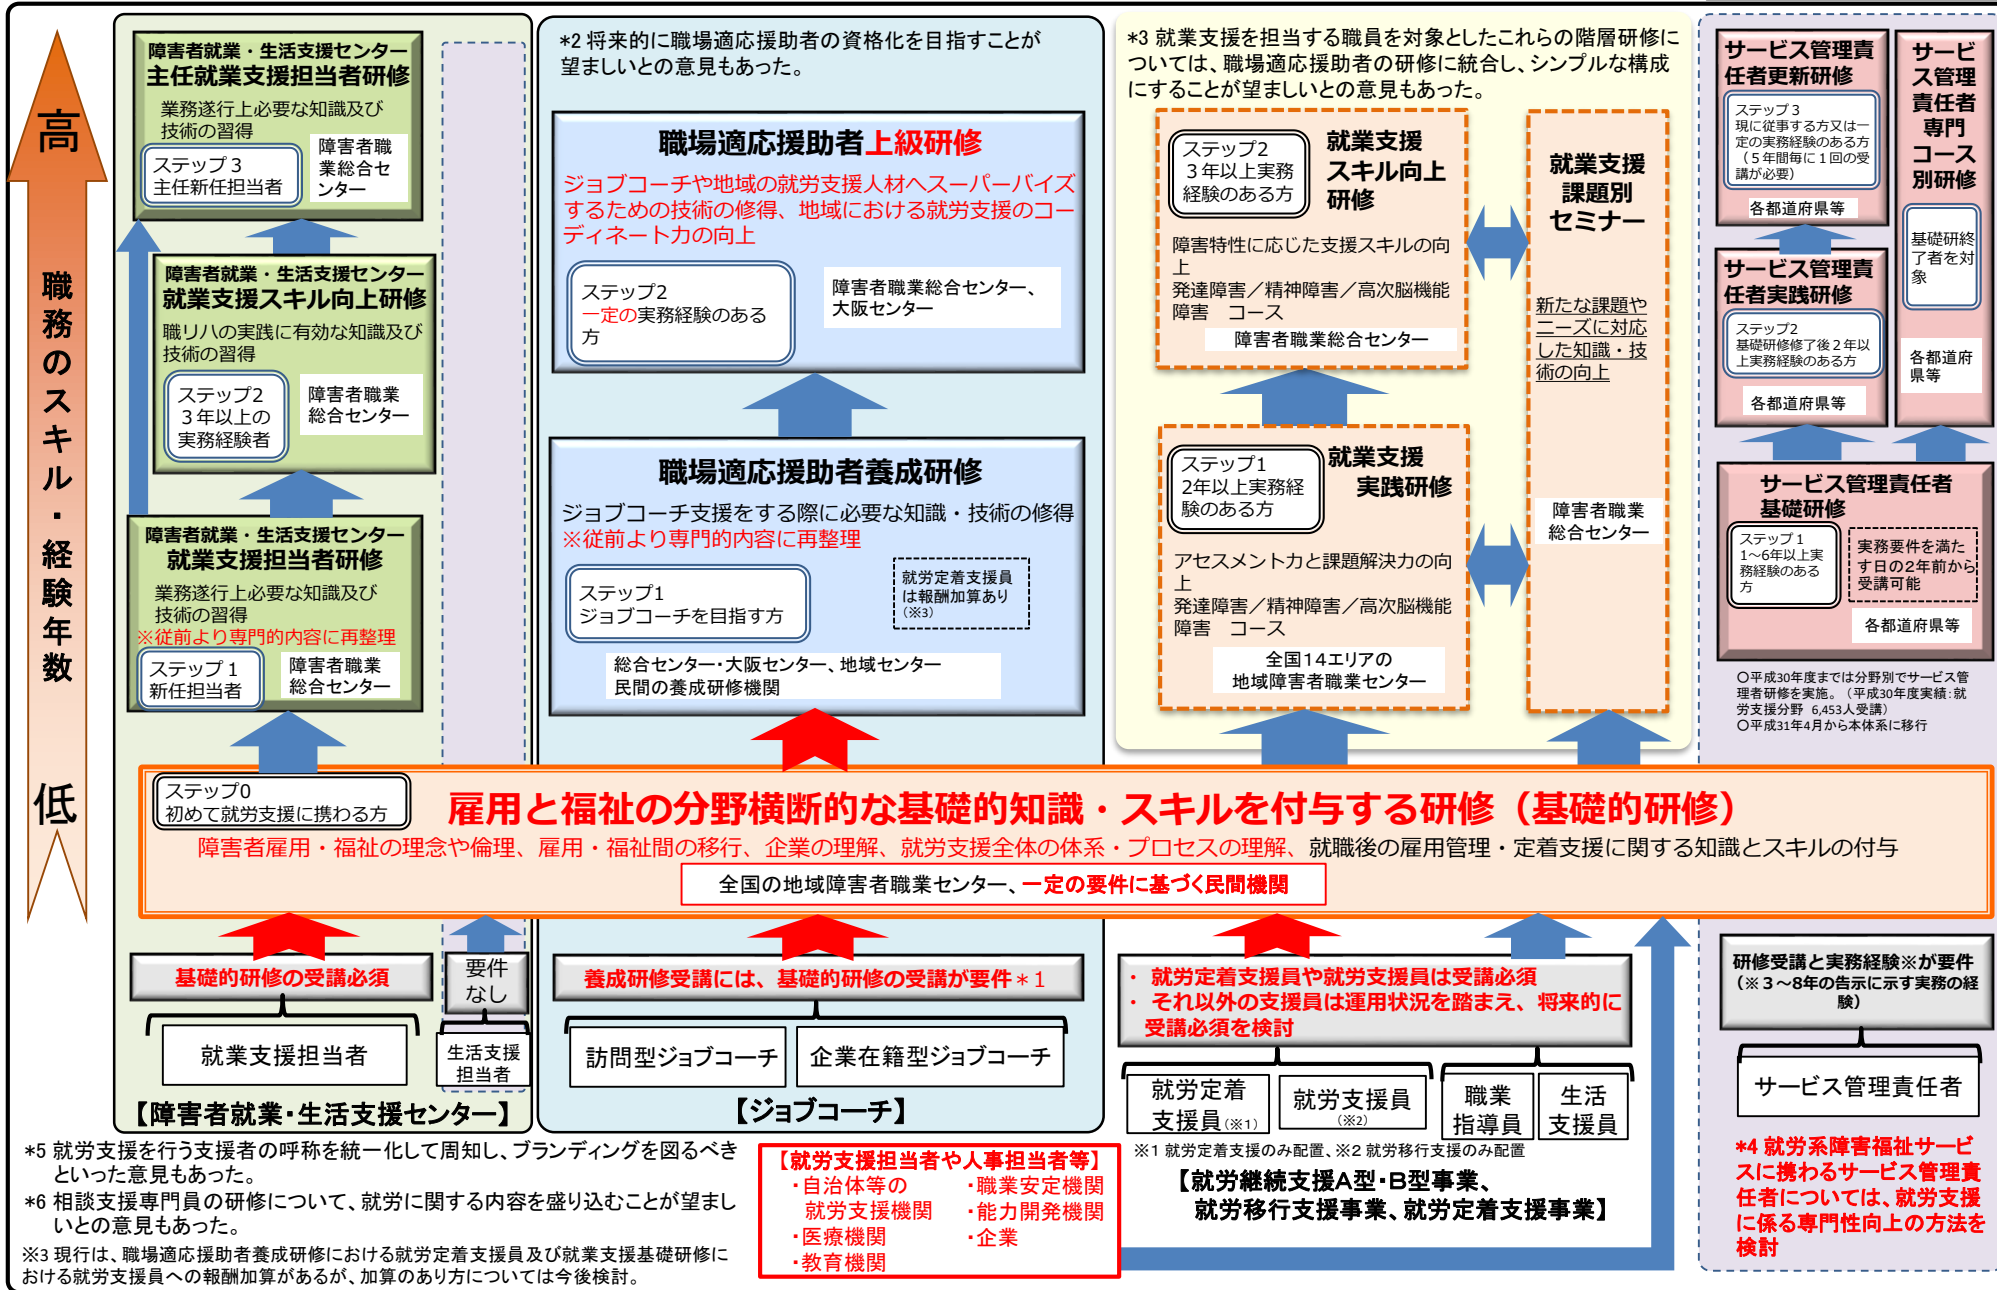 高
職務のスキル・経験年数
低
障害者就業・生活支援センター
主任就業支援担当者研修
業務遂行上必要な知識及び
技術の習得
ステップ３
主任新任担当者
障害者職
業総合セ
ンター
障害者就業・生活支援センター
就業支援スキル向上研修
職リハの実践に有効な知識及び
技術の習得
ステップ2
３年以上の
実務経験者
障害者職業
総合センター
障害者就業・生活支援センター
就業支援担当者研修
業務遂行上必要な知識及び
技術の習得
※従前より専門的内容に再整理
ステップ１
新任担当者
障害者職業
総合センター
*2 将来的に職場適応援助者の資格化を目指すことが
望ましいとの意見もあった。
職場適応援助者上級研修
ジョブコーチや地域の就労支援人材へスーパーバイズ
するための技術の修得、地域における就労支援のコー
ディネート力の向上
ステップ2
一定の実務経験のある
方
障害者職業総合センター、
大阪センター
職場適応援助者養成研修
ジョブコーチ支援をする際に必要な知識・技術の修得
※従前より専門的内容に再整理
ステップ1
ジョブコーチを目指す方
就労定着支援員
は報酬加算あり
（※3）
総合センター・大阪センター、地域センター
民間の養成研修機関
*3 就業支援を担当する職員を対象としたこれらの階層研修に
ついては、職場適応援助者の研修に統合し、シンプルな構成
にすることが望ましいとの意見もあった。
ステップ2
３年以上実務
経験のある方
就業支援
スキル向上
研修
障害特性に応じた支援スキルの向
上
発達障害／精神障害／高次脳機能
障害　コース
障害者職業総合センター
ステップ1
2年以上実務経
験のある方
就業支援
実践研修
アセスメント力と課題解決力の向
上
発達障害／精神障害／高次脳機能
障害　コース
全国14エリアの
地域障害者職業センター
就業支援
課題別
セミナー
新たな課題や
ニーズに対応
した知識・技
術の向上
障害者職業
総合センター
サービス管理責
任者更新研修
ステップ３
現に従事する方又は一
定の実務経験のある方
（５年間毎に１回の受
講が必要）
各都道府県等
サービス管理責
任者実践研修
ステップ2
基礎研修修了後２年以
上実務経験のある方
各都道府県等
サービ
ス管理
責任者
専門
コース
別研修
基礎研終
了者を対
象
各都道府
県等
サービス管理責任者
基礎研修
ステップ１
1～6年以上実
務経験のある
方
実務要件を満た
す日の2年前から
受講可能
各都道府県等
〇平成30年度までは分野別でサービス管
理者研修を実施。（平成30年度実績：就
労支援分野 6,453人受講）
〇平成31年4月から本体系に移行
ステップ0
初めて就労支援に携わる方
雇用と福祉の分野横断的な基礎的知識・スキルを付与する研修（基礎的研修）
障害者雇用・福祉の理念や倫理、雇用・福祉間の移行、企業の理解、就労支援全体の体系・プロセスの理解、就職後の雇用管理・定着支援に関する知識とスキルの付与
全国の地域障害者職業センター、一定の要件に基づく民間機関
基礎的研修の受講必須
要件
なし
就業支援担当者
生活支援
担当者
【障害者就業・生活支援センター】
養成研修受講には、基礎的研修の受講が要件＊１
訪問型ジョブコーチ
企業在籍型ジョブコーチ
【ジョブコーチ】
・ 就労定着支援員や就労支援員は受講必須
・ それ以外の支援員は運用状況を踏まえ、将来的に
受講必須を検討
就労定着
支援員（※1）
就労支援員
（※2）
職業
指導員
生活
支援員
※1 就労定着支援のみ配置、※2 就労移行支援のみ配置
【就労継続支援A型・B型事業、
就労移行支援事業、就労定着支援事業】
研修受講と実務経験※が要件
（※３～8年の告示に示す実務の経
験）
サービス管理責任者
*4 就労系障害福祉サービ
スに携わるサービス管理責
任者については、就労支援
に係る専門性向上の方法を
検討
*5 就労支援を行う支援者の呼称を統一化して周知し、ブランディングを図るべき
といった意見もあった。
*6 相談支援専門員の研修について、就労に関する内容を盛り込むことが望まし
いとの意見もあった。
※3 現行は、職場適応援助者養成研修における就労定着支援員及び就業支援基礎研修に
おける就労支援員への報酬加算があるが、加算のあり方については今後検討。
【就労支援担当者や人事担当者等】
・自治体等の
就労支援機関
・医療機関
・教育機関
・職業安定機関
・能力開発機関
・企業